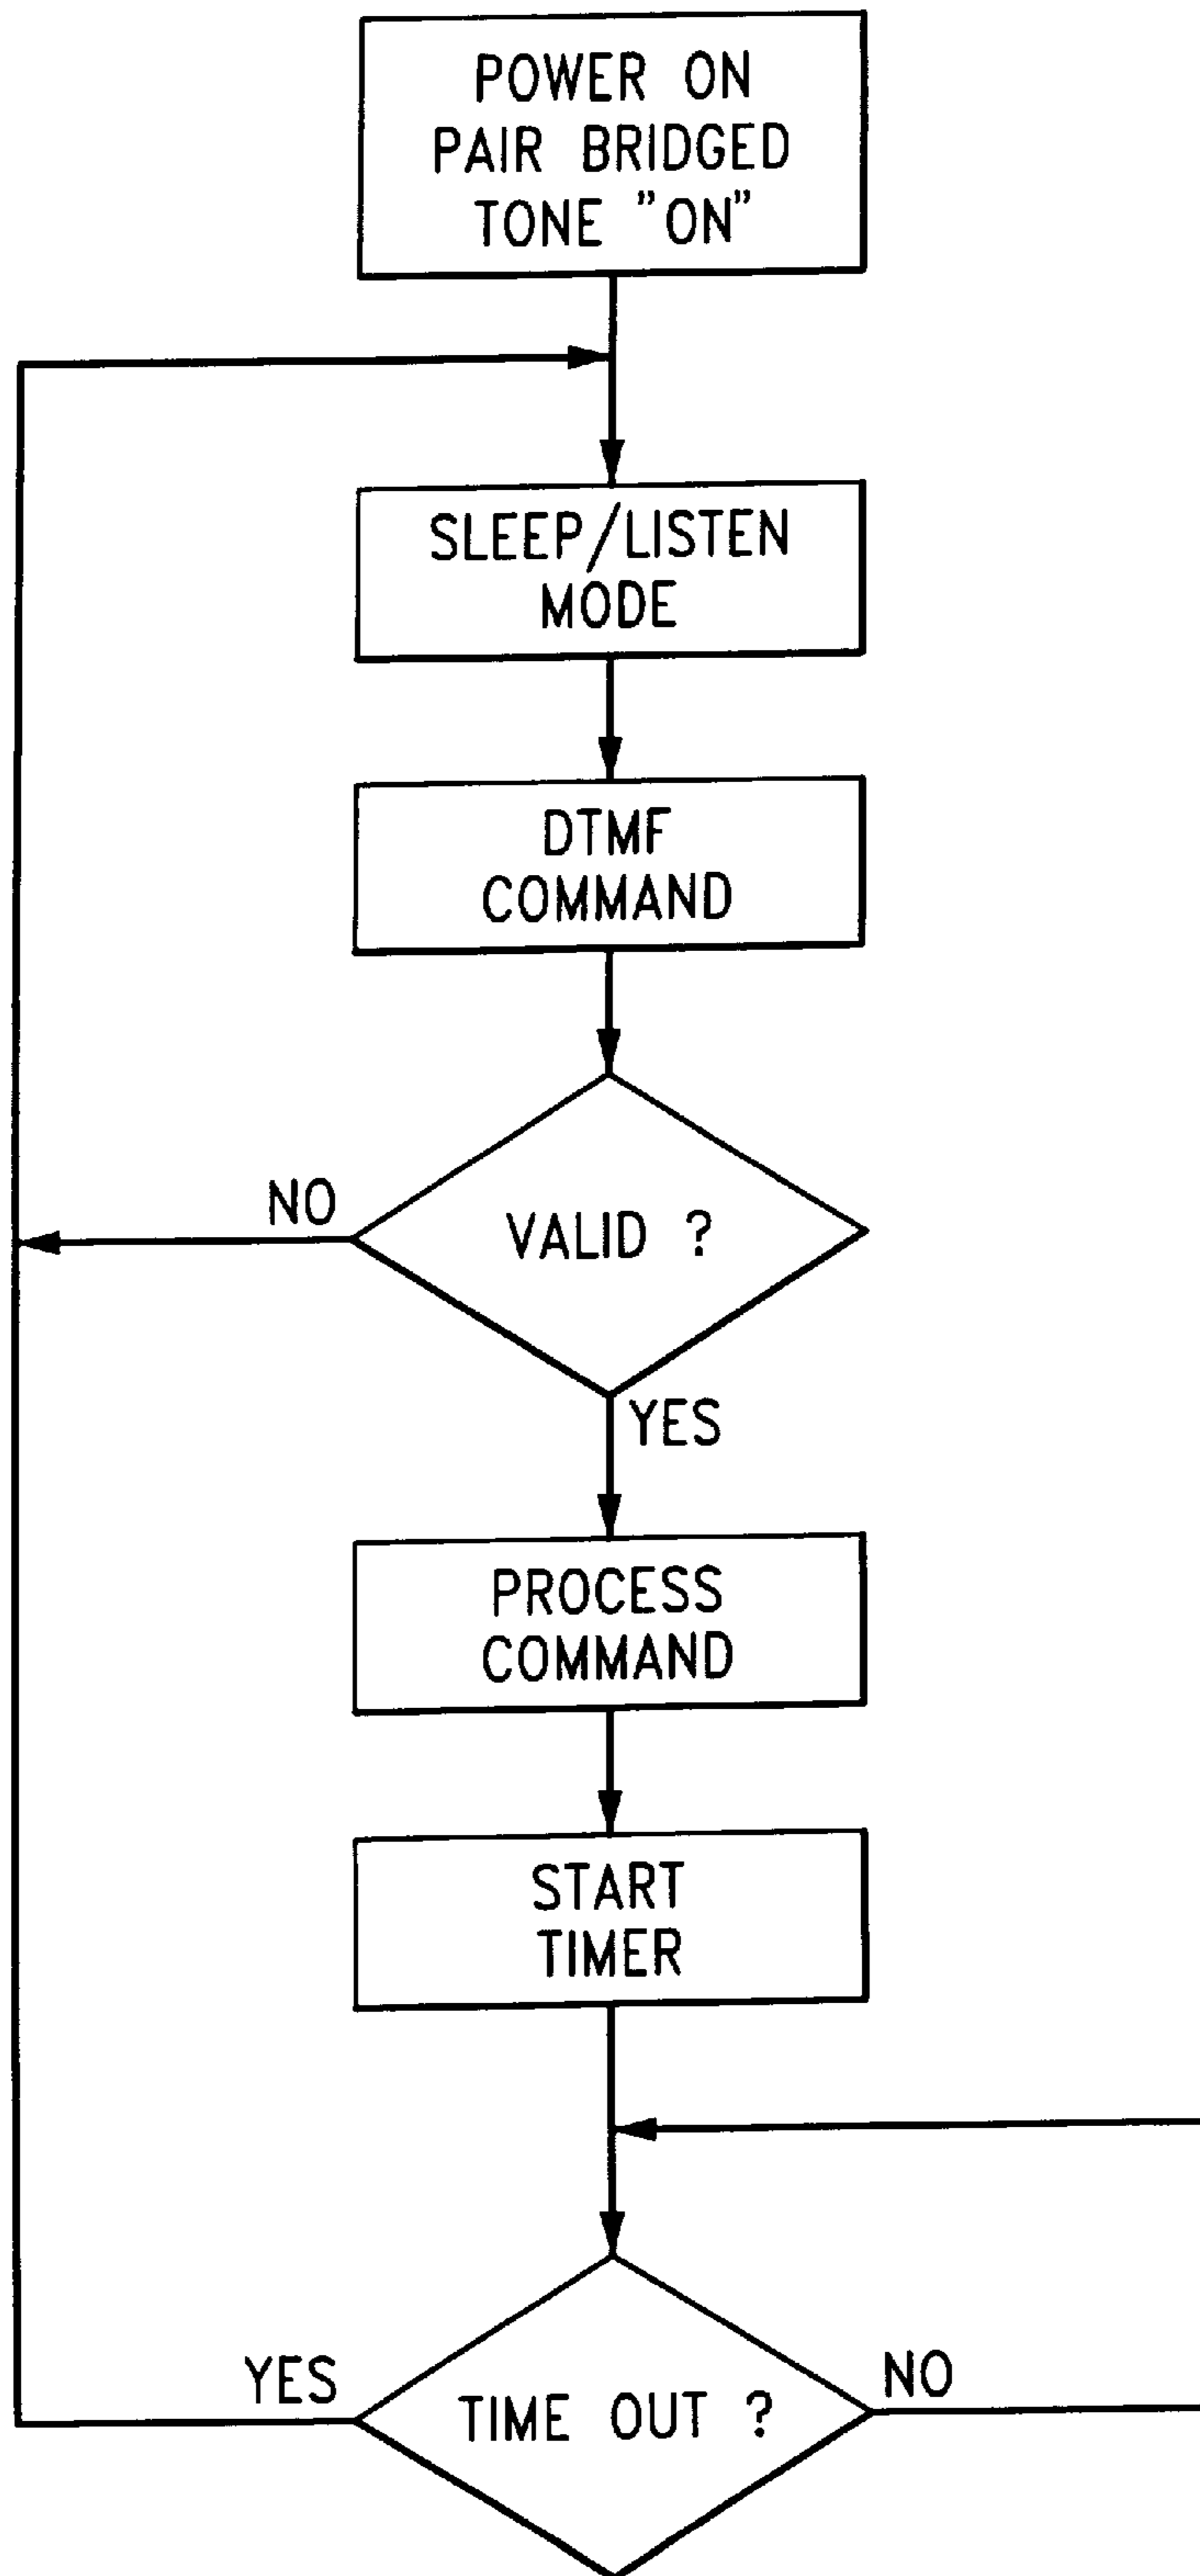 POWER ON
PAIR BRIDGED
TONE "ON"
SLEEP/LISTEN
MODE
DTMF
COMMAND
NO
VALID ?
YES
PROCESS
COMMAND
START
TIMER
YES
TIME OUT ?
NO